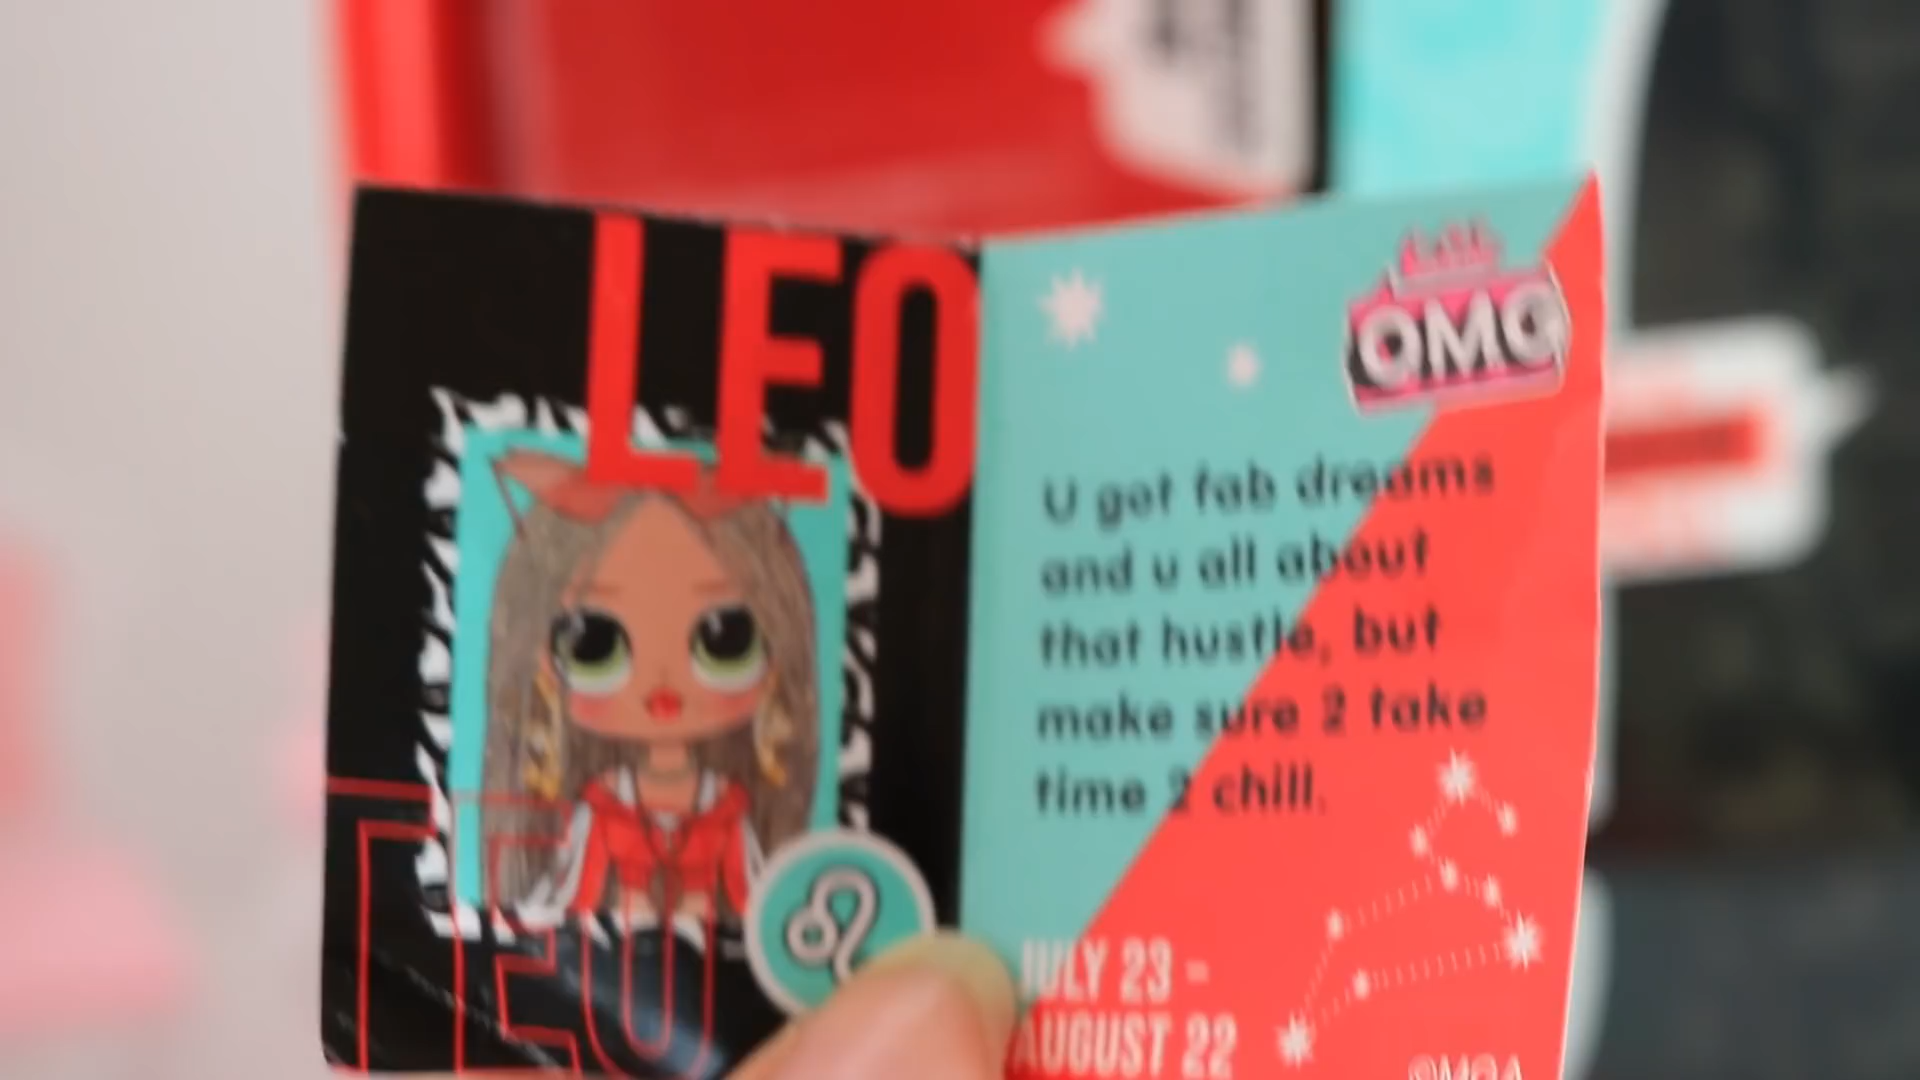 LEO
LEO
OMG
U got fab dreams
and u all about
that hustle, but
make sure 2 take
time 2 chill.
JULY 23 -
AUGUST 22
©MGA